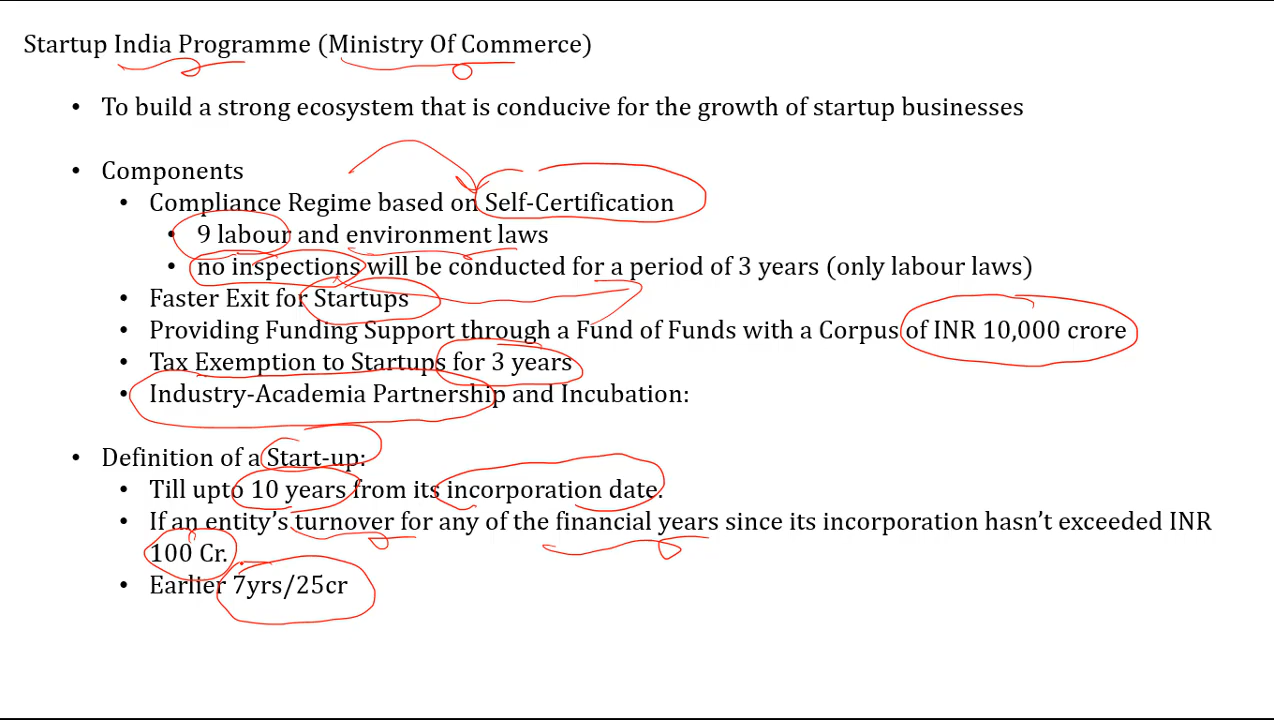 Startup India Programme (Ministry Of Commerce)
• To build a strong ecosystem that is conducive for the growth of startup businesses
• Components
• Compliance Regime based on Self-Certification
• 9 labour and environment laws
• no inspections will be conducted for a period of 3 years (only labour laws)
• Faster Exit for Startups
• Providing Funding Support through a Fund of Funds with a Corpus of INR 10,000 crore
• Tax Exemption to Startups for 3 years
• Industry-Academia Partnership and Incubation:
• Definition of a Start-up:
• Till upto 10 years from its incorporation date.
• If an entity's turnover for any of the financial years since its incorporation hasn't exceeded INR
100 Cr.
• Earlier 7yrs/25cr